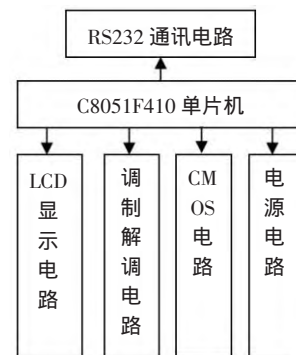 RS232 通讯电路
C8051F410 单片机
LCD
显
示
电
路
调
制
解
调
电
路
CM
OS
电
路
电
源
电
路